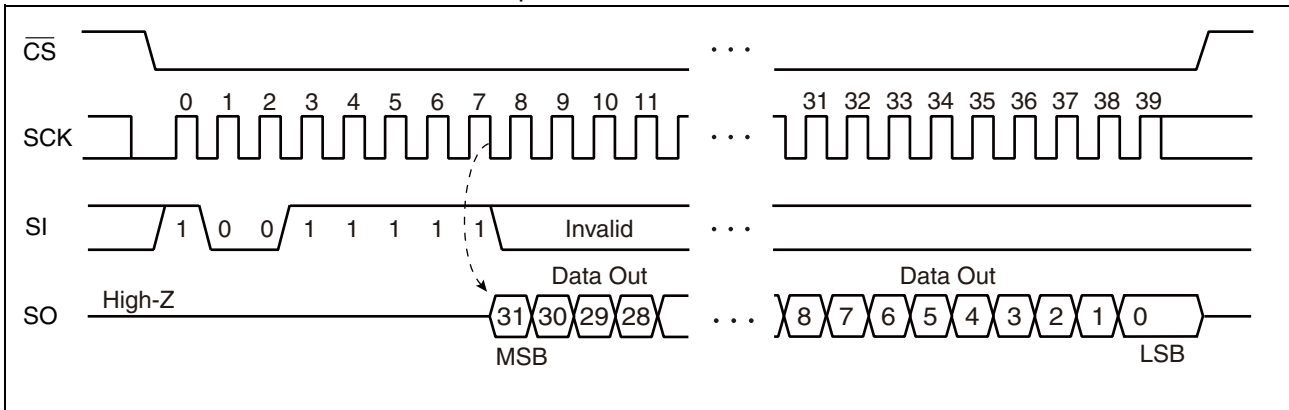 CS
0 1 2 3 4 5 6 7 8 9 10 11 31 32 33 34 35 36 37 38 39
SCK
SI 1 0 0 1 1 1 1 1 Invalid
Data Out Data Out
High-Z
SO 31 30 29 28 8 7 6 5 4 3 2 1 0
MSB LSB